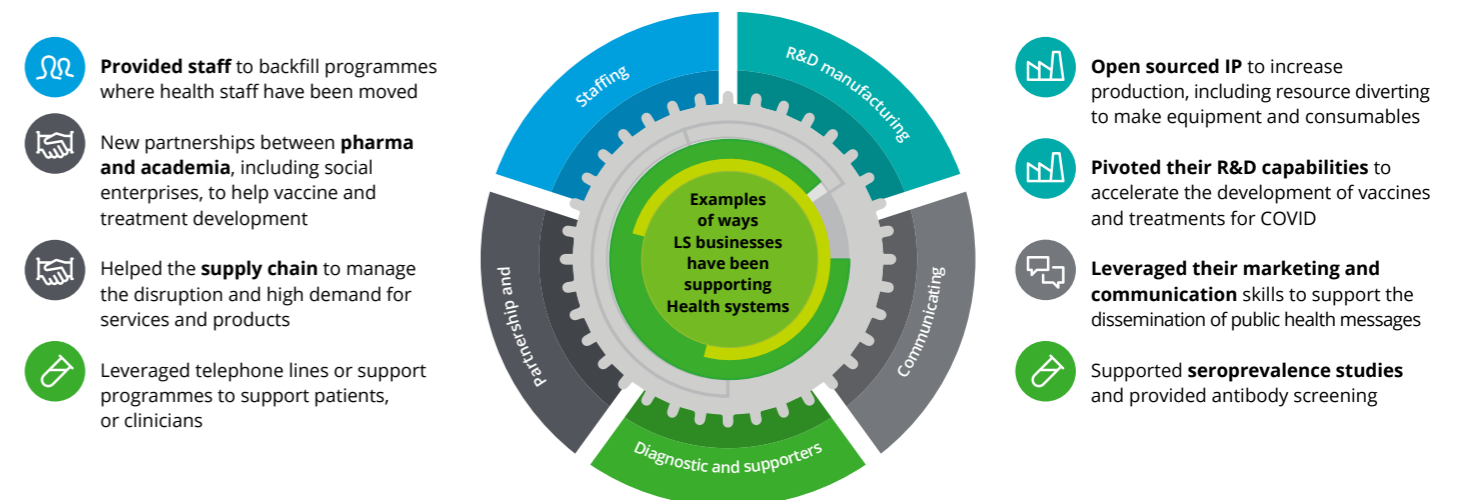 Provided staff to backfill programmes
where health staff have been moved
New partnerships between pharma
and academia, including social
enterprises, to help vaccine and
treatment development
Helped the supply chain to manage
the disruption and high demand for
services and products
Leveraged telephone lines or support
programmes to support patients,
or clinicians
Staffing
R&D manufacturing
Partnership and
Communicating
Diagnostic and supporters
Examples
of ways
LS businesses
have been
supporting
Health systems
Open sourced IP to increase
production, including resource diverting
to make equipment and consumables
Pivoted their R&D capabilities to
accelerate the development of vaccines
and treatments for COVID
Leveraged their marketing and
communication skills to support the
dissemination of public health messages
Supported seroprevalence studies
and provided antibody screening